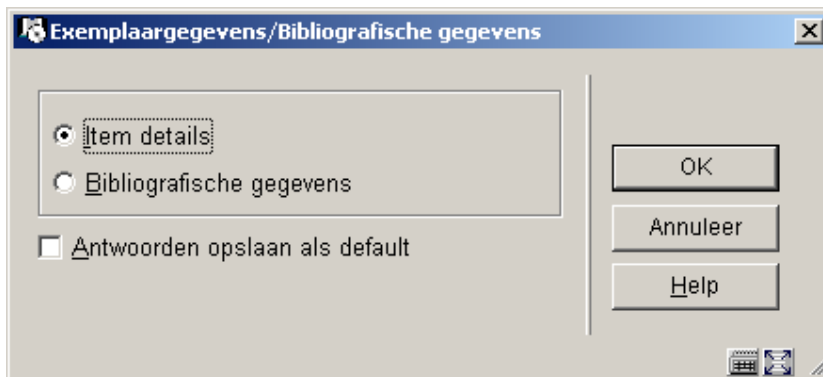 Exemplaargegevens/Bibliografische gegevens
Item details
Bibliografische gegevens
Antwoorden opslaan als default
OK
Annuleer
Help